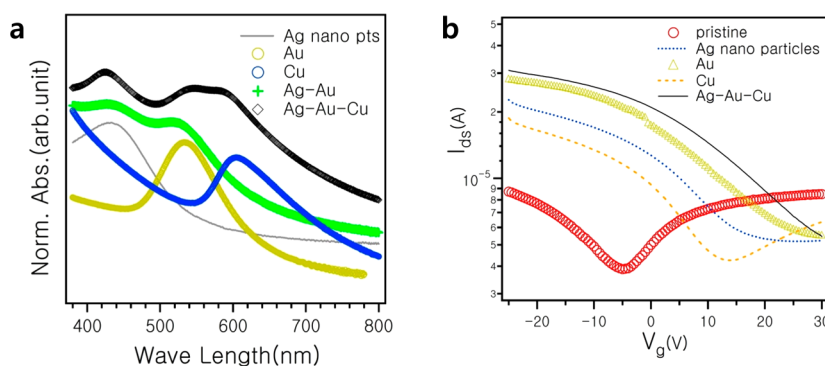 a
Norm. Abs.(arb.unit)
Ag nano pts
Au
Cu
Ag-Au
Ag-Au-Cu
400 500 600 700 800
Wave Length(nm)
b
I_ds(A)
5
4
3
2
10^-5
9
8
7
6
5
4
3
pristine
Ag nano particles
Au
Cu
Ag-Au-Cu
-20 -10 0 10 20 30
V_g(V)